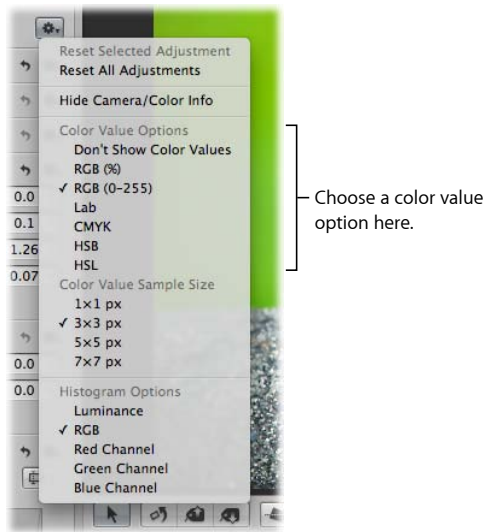 Reset Selected Adjustment
Reset All Adjustments
Hide Camera/Color Info
Color Value Options
Don't Show Color Values
RGB (%)
✓ RGB (0–255)
Lab
CMYK
HSB
HSL
Color Value Sample Size
1×1 px
✓ 3×3 px
5×5 px
7×7 px
Histogram Options
Luminance
✓ RGB
Red Channel
Green Channel
Blue Channel
0.0
0.1
1.26
0.07
0.0
0.0
Choose a color value
option here.